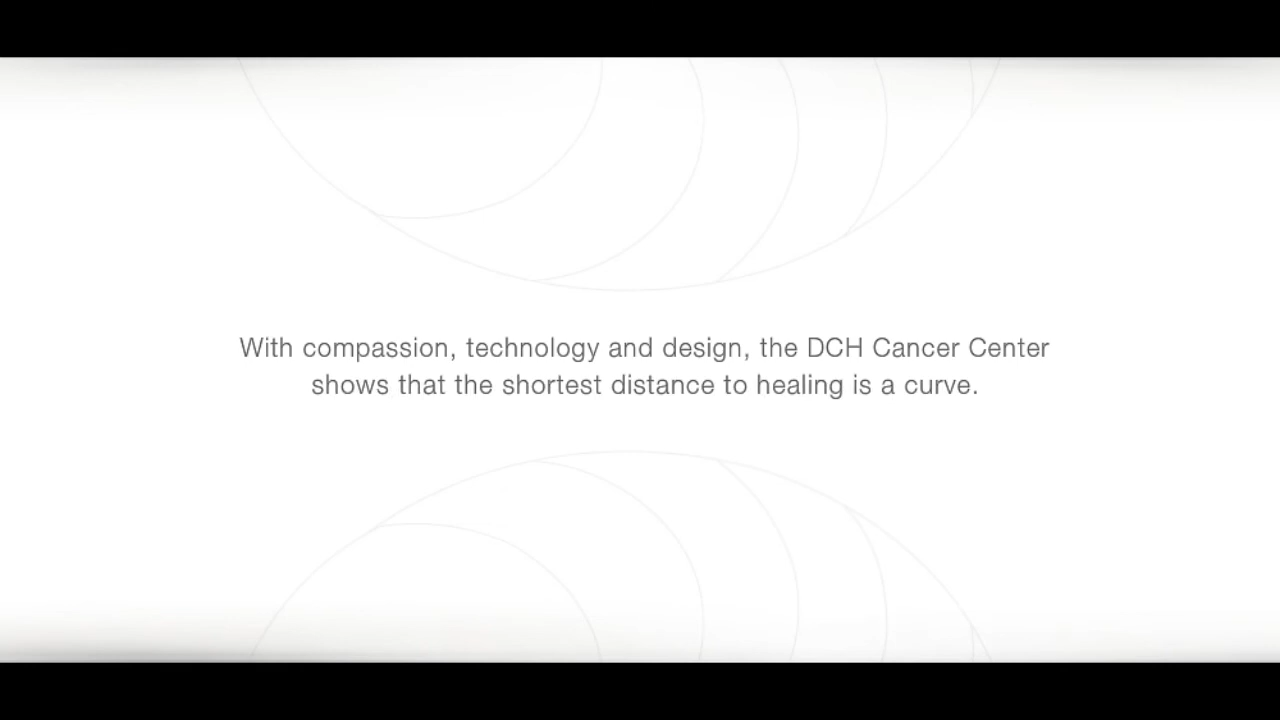 With compassion, technology and design, the DCH Cancer Center
shows that the shortest distance to healing is a curve.